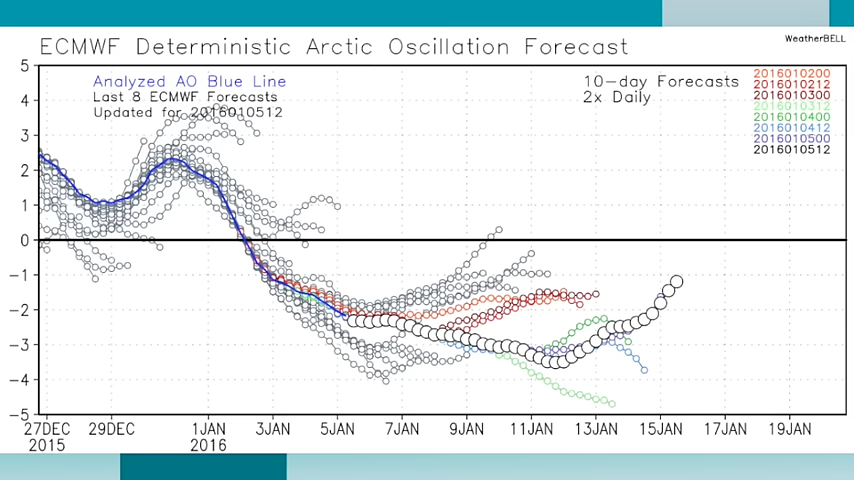 WeatherBELL
ECMWF Deterministic Arctic Oscillation Forecast
Analyzed AO Blue Line
Last 8 ECMWF Forecasts
Updated for 2016010512
10-day Forecasts
2x Daily
2016010200
2016010212
2016010300
2016010312
2016010400
2016010412
2016010500
2016010512
5
4
3
2
1
0
-1
-2
-3
-4
-5
27DEC 29DEC 1JAN 3JAN 5JAN 7JAN 9JAN 11JAN 13JAN 15JAN 17JAN 19JAN
2015 2016